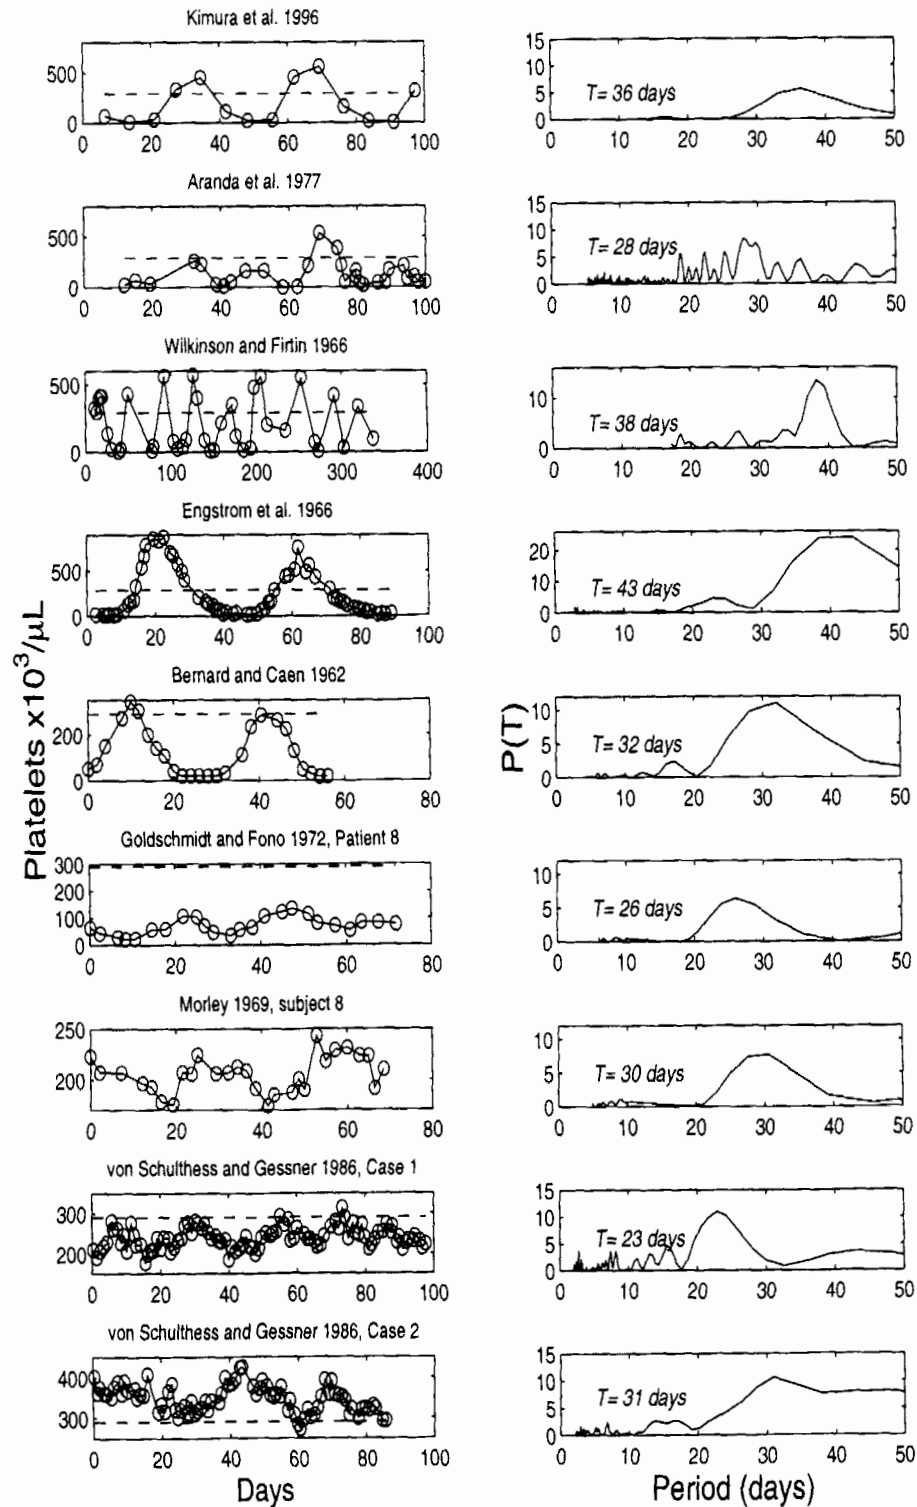 Kimura et al. 1996
500
0
0 20 40 60 80 100
15
10
5
0
T= 36 days
0 10 20 30 40 50
Aranda et al. 1977
500
0
0 20 40 60 80 100
15
10
5
0
T= 28 days
0 10 20 30 40 50
Wilkinson and Firtin 1966
500
0
0 100 200 300 400
10
0
T= 38 days
0 10 20 30 40 50
Engstrom et al. 1966
500
0
0 20 40 60 80 100
20
10
0
T= 43 days
0 10 20 30 40 50
Bernard and Caen 1962
200
0
0 20 40 60 80
10
5
0
T= 32 days
0 10 20 30 40 50
Goldschmidt and Fono 1972, Patient 8
300
200
100
0
0 20 40 60 80
10
5
0
T= 26 days
0 10 20 30 40 50
Morley 1969, subject 8
250
200
0 20 40 60 80
10
5
0
T= 30 days
0 10 20 30 40 50
von Schulthess and Gessner 1986, Case 1
300
200
0 20 40 60 80 100
15
10
5
0
T= 23 days
0 10 20 30 40 50
von Schulthess and Gessner 1986, Case 2
400
300
0 20 40 60 80 100
15
10
5
0
T= 31 days
0 10 20 30 40 50
Platelets x10³/μL
P(T)
Days
Period (days)